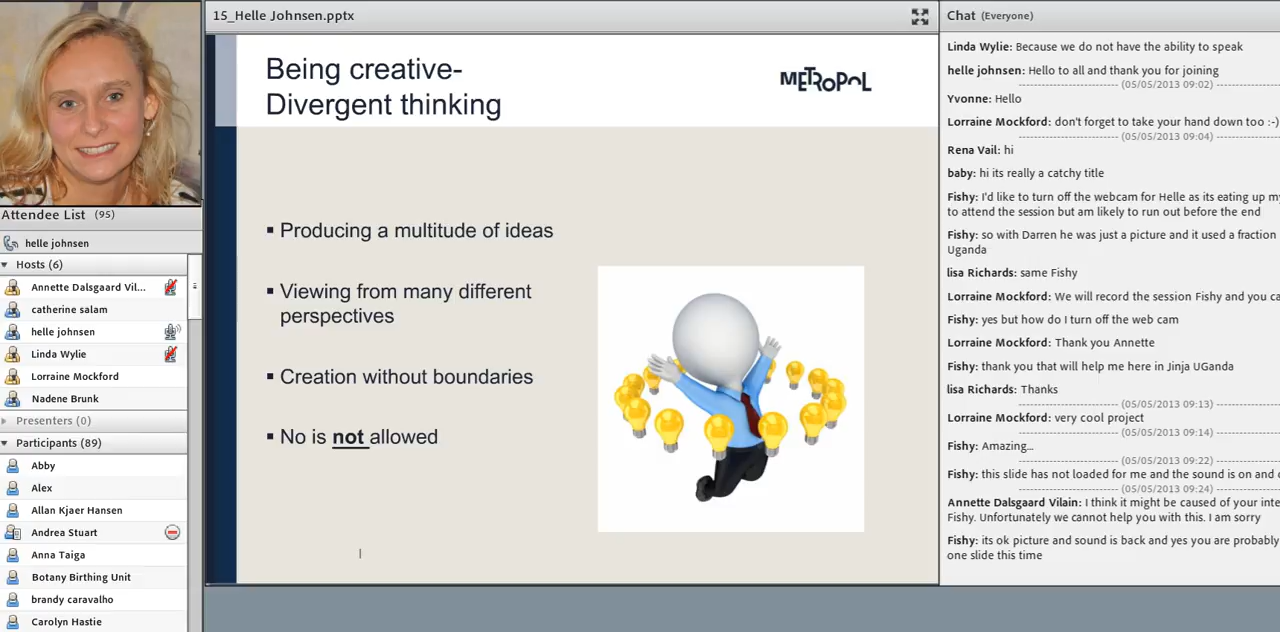 15_Helle Johnsen.pptx
Being creative-
Divergent thinking
METROPOL
▪ Producing a multitude of ideas
▪ Viewing from many different
perspectives
▪ Creation without boundaries
▪ No is not allowed
Attendee List (95)
helle johnsen
Hosts (6)
Annette Dalsgaard Vil...
catherine salam
helle johnsen
Linda Wylie
Lorraine Mockford
Nadene Brunk
Presenters (0)
Participants (89)
Abby
Alex
Allan Kjaer Hansen
Andrea Stuart
Anna Taiga
Botany Birthing Unit
brandy caravalho
Carolyn Hastie
Chat (Everyone)
Linda Wylie: Because we do not have the ability to speak
helle johnsen: Hello to all and thank you for joining
(05/05/2013 09:02)
Yvonne: Hello
Lorraine Mockford: don't forget to take your hand down too :-)
(05/05/2013 09:04)
Rena Vail: hi
baby: hi its really a catchy title
Fishy: I'd like to turn off the webcam for Helle as its eating up
to attend the session but am likely to run out before the end
Fishy: so with Darren he was just a picture and it used a fraction
Uganda
lisa Richards: same Fishy
Lorraine Mockford: We will record the session Fishy and you
Fishy: yes but how do I turn off the web cam
Lorraine Mockford: Thank you Annette
Fishy: thank you that will help me here in Jinja UGanda
lisa Richards: Thanks
(05/05/2013 09:13)
Lorraine Mockford: very cool project
(05/05/2013 09:14)
Fishy: Amazing...
(05/05/2013 09:22)
Fishy: this slide has not loaded for me and the sound is on and
(05/05/2013 09:24)
Annette Dalsgaard Vilain: I think it might be caused of your
Fishy. Unfortunately we cannot help you with this. I am sorry
Fishy: its ok picture and sound is back and yes you are probably
one slide this time